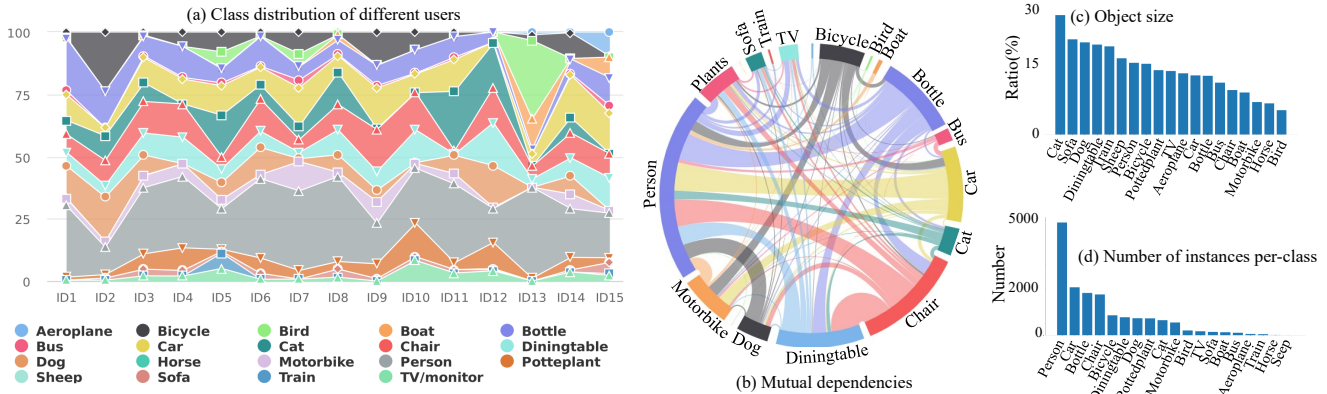 (a) Class distribution of different users
100
75
50
25
0
ID1 ID2 ID3 ID4 ID5 ID6 ID7 ID8 ID9 ID10 ID11 ID12 ID13 ID14 ID15
Aeroplane Bicycle Bird Boat Bottle
Bus Car Cat Chair Diningtable
Dog Horse Motorbike Person Potteplant
Sheep Sofa Train TV/monitor
Plants
Sofa
Train
TV
Bicycle
Bird
Boat
Bottle
Bus
Car
Cat
Chair
Diningtable
Dog
Motorbike
Person
(b) Mutual dependencies
(c) Object size
Ratio(%)
30
15
0
Cat
Sofa
Dog
Diningtable
Train
Sheep
Person
Bicycle
Pottedplant
TV
Aeroplane
Car
Bottle
Bus
Chair
Boat
Motorbike
Horse
Bird
(d) Number of instances per-class
Number
5000
2000
0
Person
Car
Bottle
Chair
Bicycle
Diningtable
Dog
Pottedplant
Cat
Motorbike
Bird
TV
Sofa
Boat
Bus
Aeroplane
Train
Horse
Seep